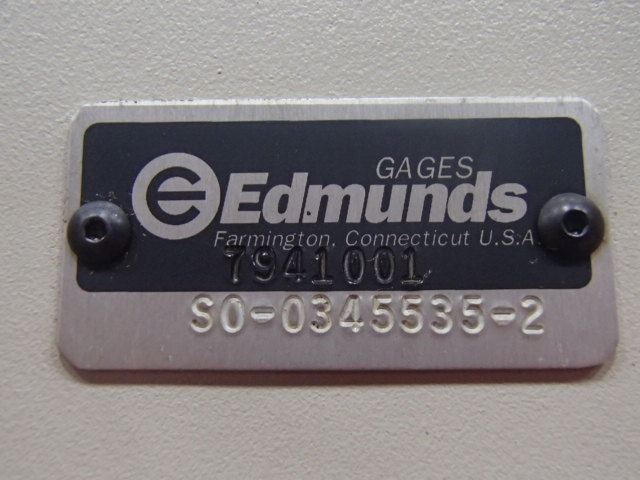 GAGES
Edmunds
Farmington, Connecticut U.S.A.
7941001
SO-0345535-2